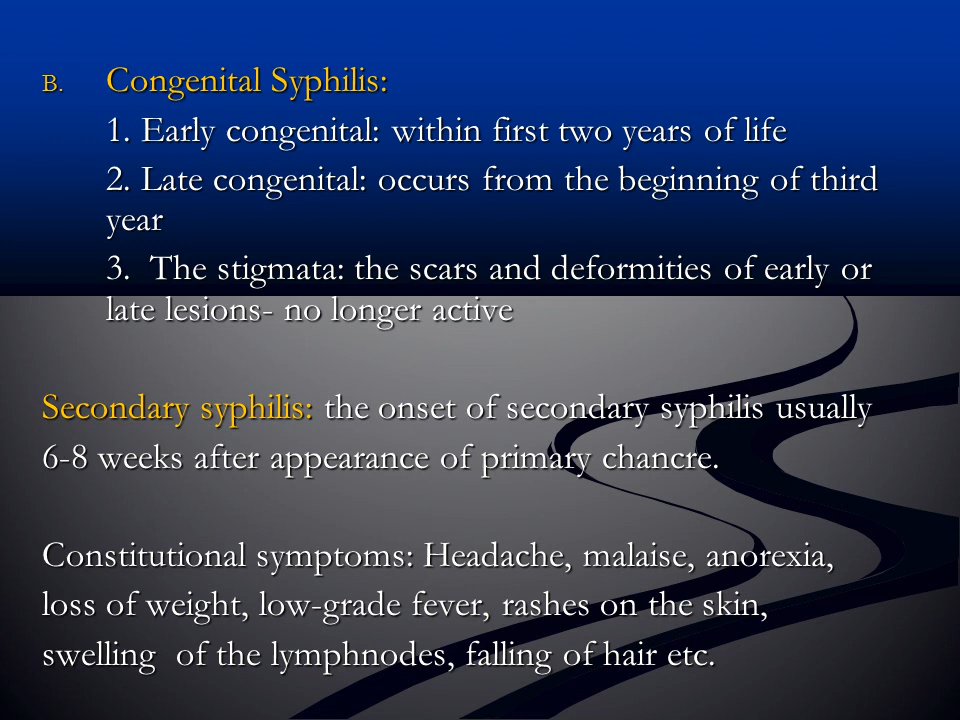 B. Congenital Syphilis:
1. Early congenital: within first two years of life
2. Late congenital: occurs from the beginning of third
year
3. The stigmata: the scars and deformities of early or
late lesions- no longer active
Secondary syphilis: the onset of secondary syphilis usually
6-8 weeks after appearance of primary chancre.
Constitutional symptoms: Headache, malaise, anorexia,
loss of weight, low-grade fever, rashes on the skin,
swelling of the lymphnodes, falling of hair etc.